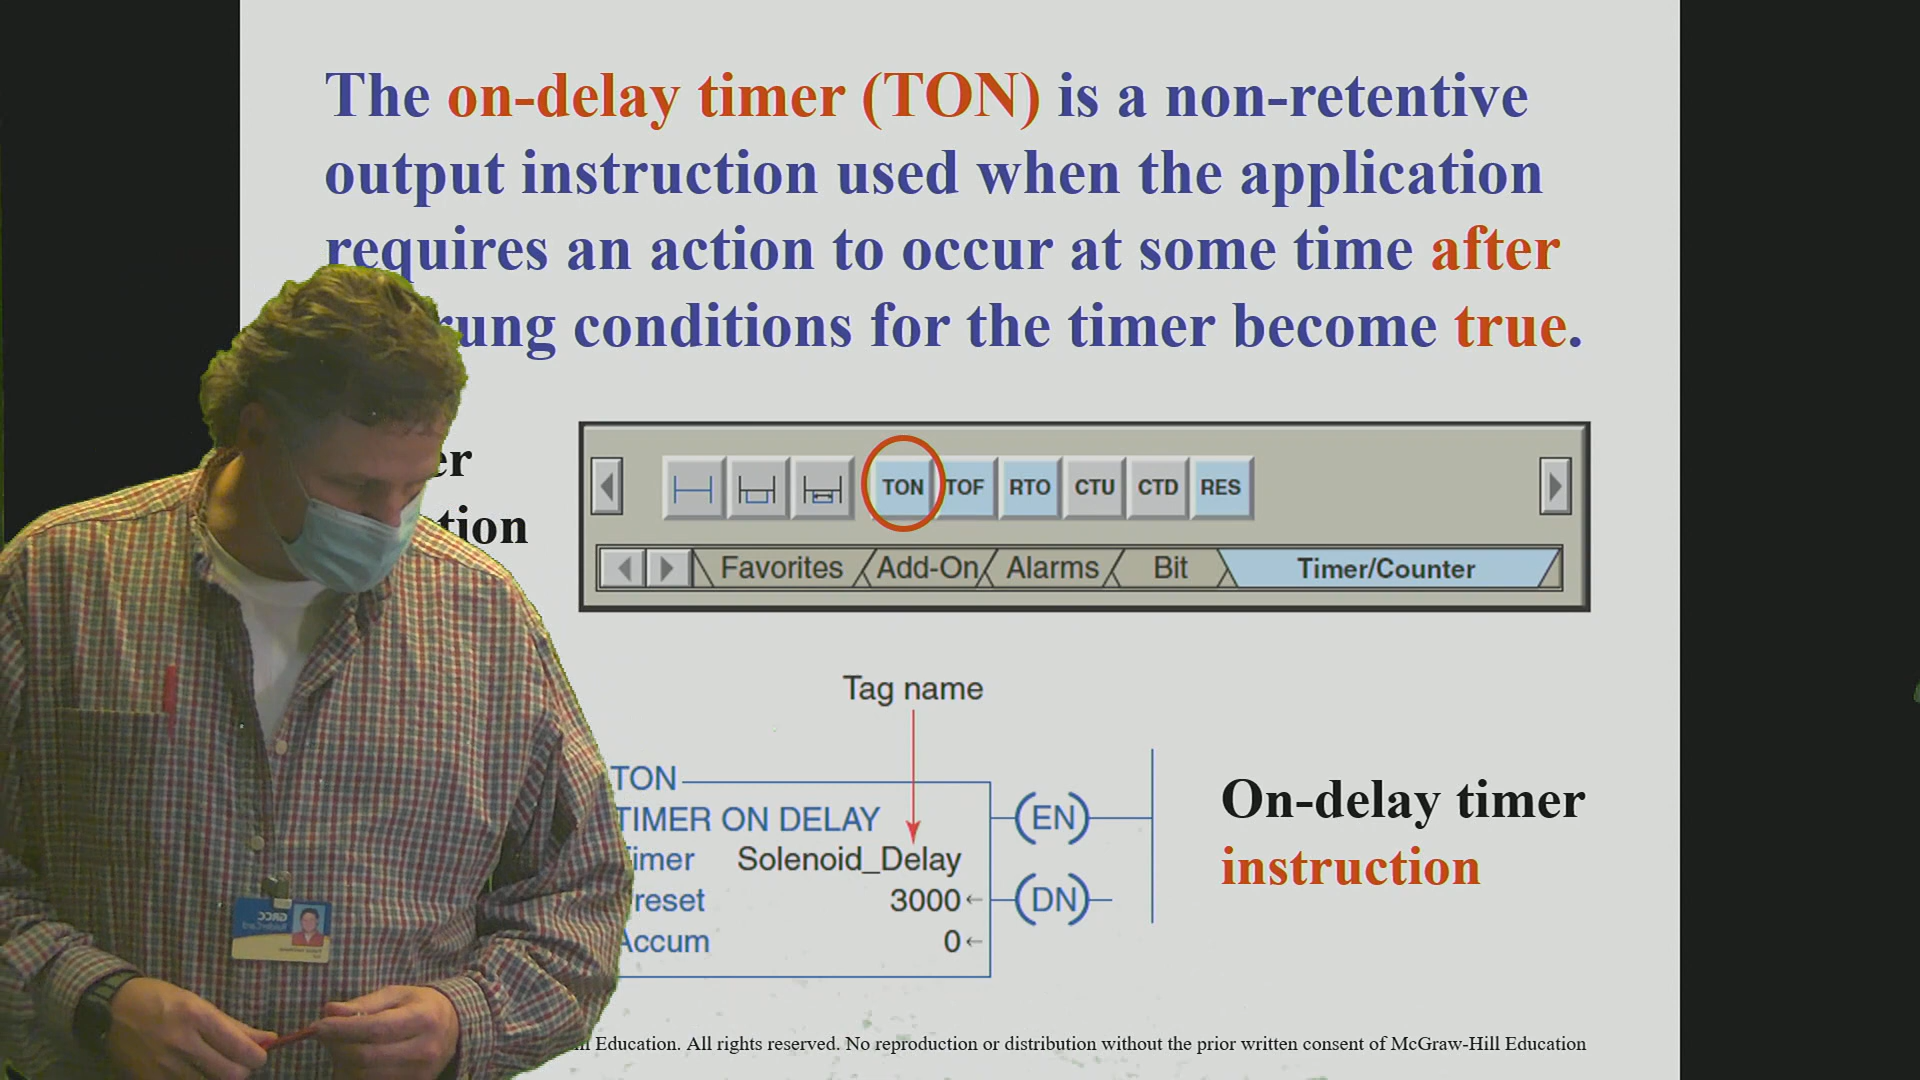 The on-delay timer (TON) is a non-retentive
output instruction used when the application
requires an action to occur at some time after
rung conditions for the timer become true.
TON TOF RTO CTU CTD RES
Favorites Add-On Alarms Bit Timer/Counter
Tag name
TON
TIMER ON DELAY
Solenoid_Delay
3000
Accum 0
EN
DN
On-delay timer
instruction
Education. All rights reserved. No reproduction or distribution without the prior written consent of McGraw-Hill Education
GRCC